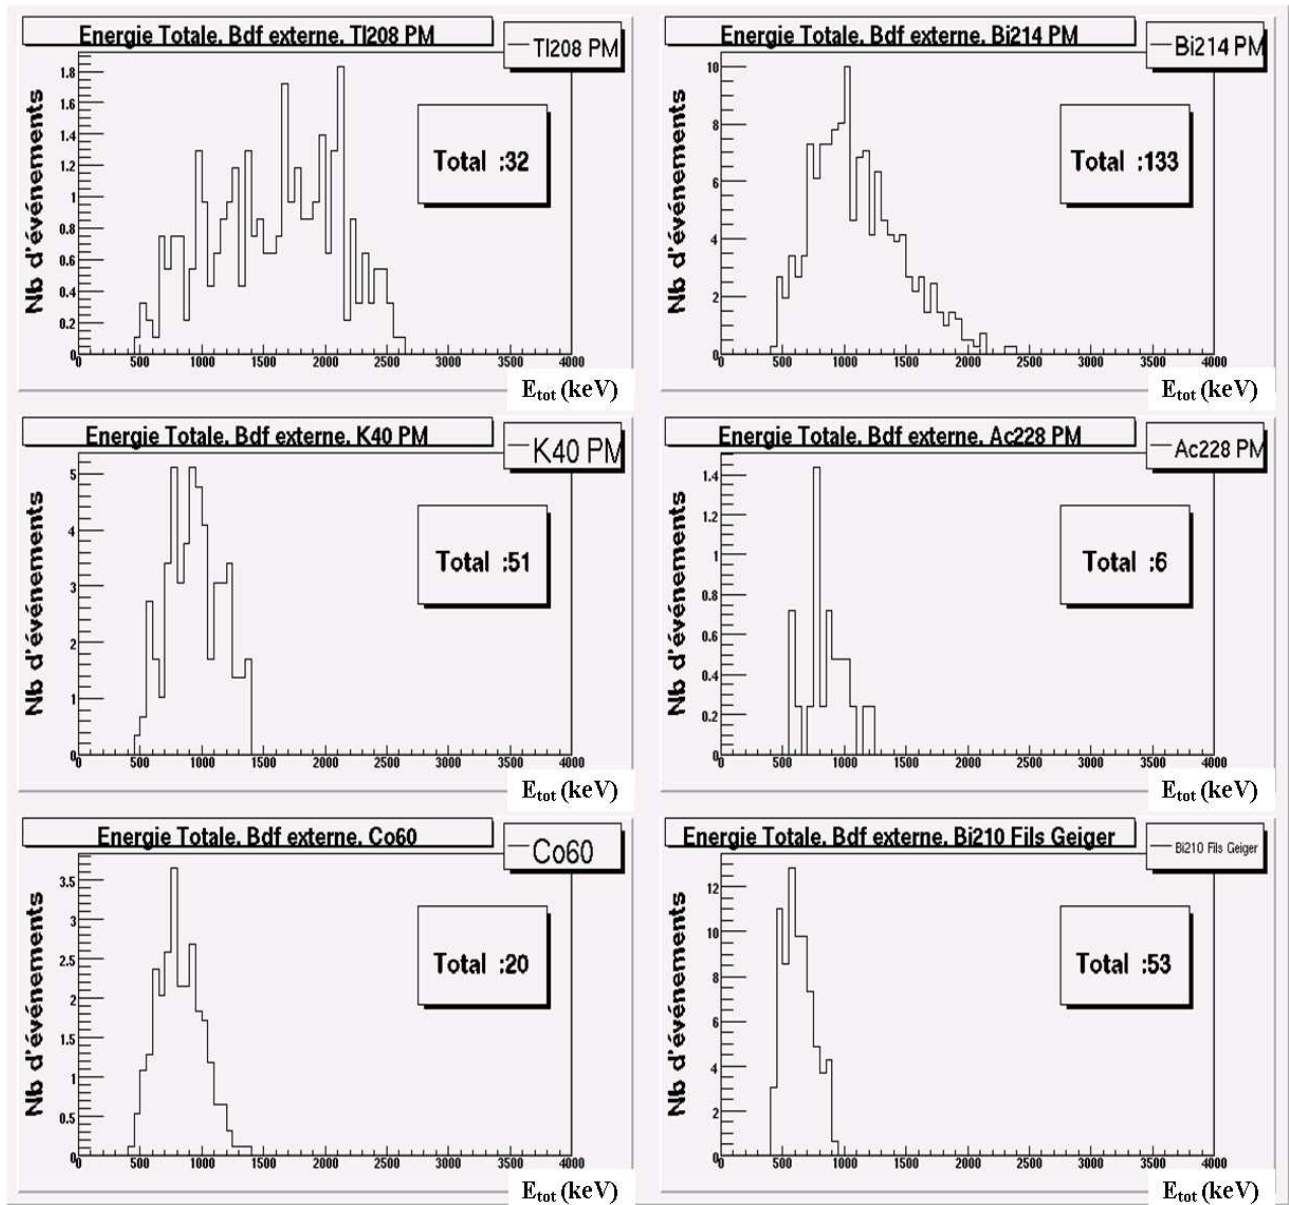 Energie Totale. Bdf externe. Tl208 PM
Tl208 PM
Nb d'événements
1.8
1.6
1.4
1.2
1
0.8
0.6
0.4
0.2
0
Total :32
0 500 1000 1500 2000 2500 3000 3500 4000
Etot (keV)
Energie Totale. Bdf externe. Bi214 PM
Bi214 PM
Nb d'événements
10
8
6
4
2
0
Total :133
0 500 1000 1500 2000 2500 3000 3500 4000
Etot (keV)
Energie Totale. Bdf externe. K40 PM
K40 PM
Nb d'événements
5
4
3
2
1
0
Total :51
0 500 1000 1500 2000 2500 3000 3500 4000
Etot (keV)
Energie Totale. Bdf externe. Ac228 PM
Ac228 PM
Nb d'événements
1.4
1.2
1
0.8
0.6
0.4
0.2
0
Total :6
0 500 1000 1500 2000 2500 3000 3500 4000
Etot (keV)
Energie Totale. Bdf externe. Co60
Co60
Nb d'événements
3.5
3
2.5
2
1.5
1
0.5
0
Total :20
0 500 1000 1500 2000 2500 3000 3500 4000
Etot (keV)
Energie Totale. Bdf externe. Bi210 Fils Geiger
Bi210 Fils Geiger
Nb d'événements
12
10
8
6
4
2
0
Total :53
0 500 1000 1500 2000 2500 3000 3500 4000
Etot (keV)